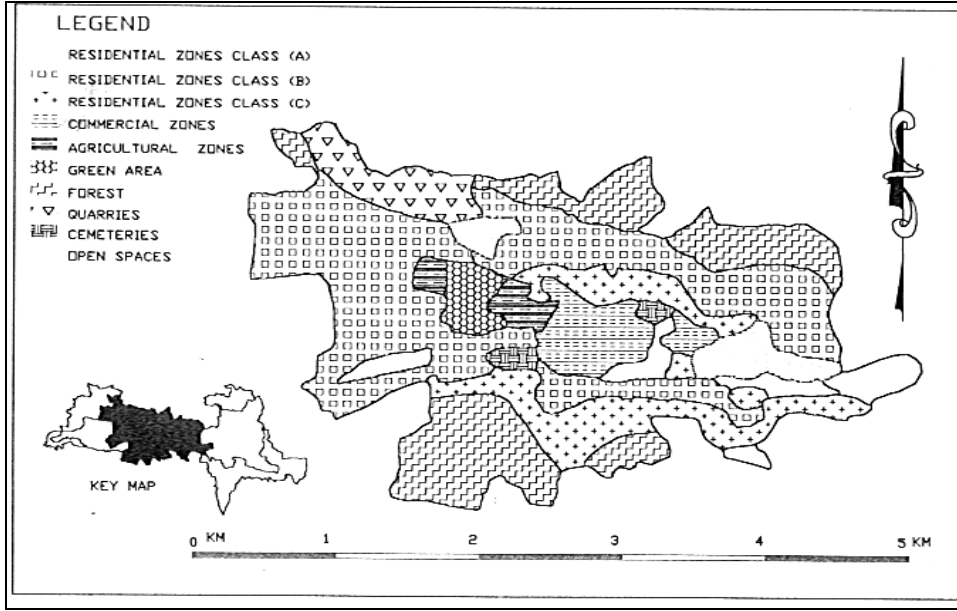 LEGEND
RESIDENTIAL ZONES CLASS (A)
RESIDENTIAL ZONES CLASS (B)
RESIDENTIAL ZONES CLASS (C)
COMMERCIAL ZONES
AGRICULTURAL ZONES
GREEN AREA
FOREST
QUARRIES
CEMETERIES
OPEN SPACES
KEY MAP
0 KM 1 2 3 4 5 KM